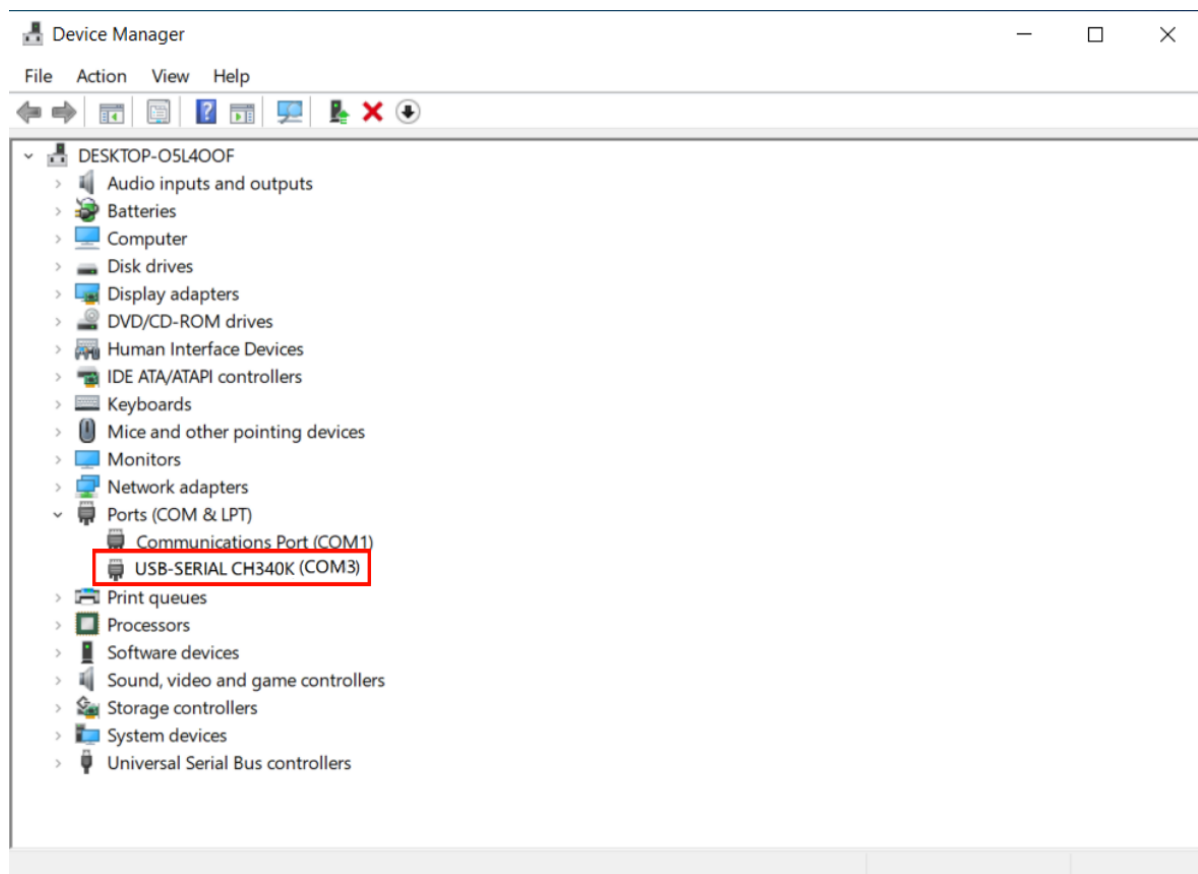 Device Manager
File Action View Help
DESKTOP-O5L4OOF
Audio inputs and outputs
Batteries
Computer
Disk drives
Display adapters
DVD/CD-ROM drives
Human Interface Devices
IDE ATA/ATAPI controllers
Keyboards
Mice and other pointing devices
Monitors
Network adapters
Ports (COM & LPT)
Communications Port (COM1)
USB-SERIAL CH340K (COM3)
Print queues
Processors
Software devices
Sound, video and game controllers
Storage controllers
System devices
Universal Serial Bus controllers